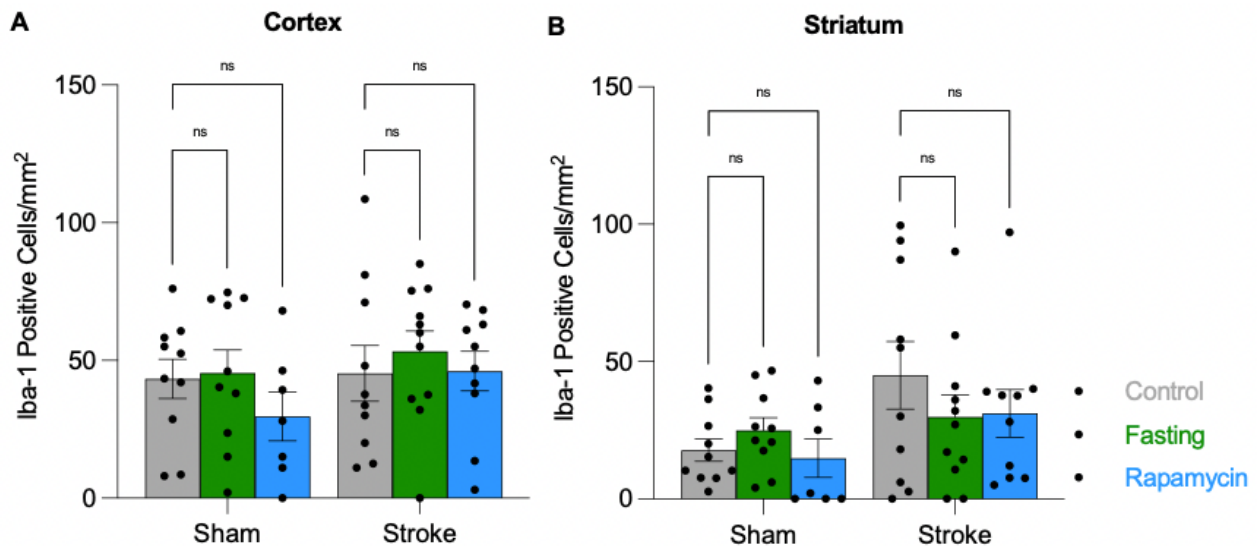 A
Cortex
Iba-1 Positive Cells/mm²
150
100
50
0
ns
ns
ns
ns
Sham
Stroke
B
Striatum
Iba-1 Positive Cells/mm²
150
100
50
0
ns
ns
ns
ns
Sham
Stroke
Control
Fasting
Rapamycin